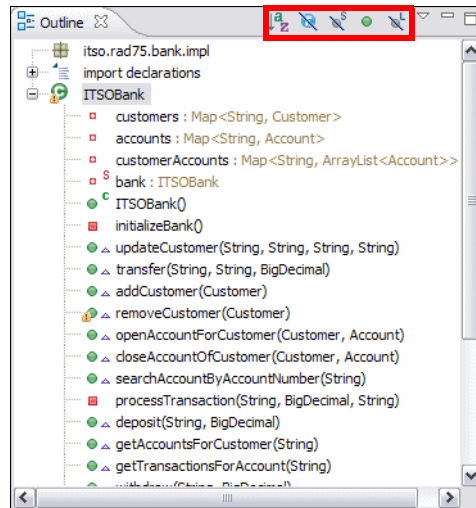 Outline
itso.rad75.bank.impl
import declarations
ITSOBank
customers : Map<String, Customer>
accounts : Map<String, Account>
customerAccounts : Map<String, ArrayList<Account>>
S bank : ITSOBank
C ITSOBank()
initializeBank()
updateCustomer(String, String, String, String)
transfer(String, String, BigDecimal)
addCustomer(Customer)
removeCustomer(Customer)
openAccountForCustomer(Customer, Account)
closeAccountOfCustomer(Customer, Account)
searchAccountByAccountNumber(String)
processTransaction(String, BigDecimal, String)
deposit(String, BigDecimal)
getAccountsForCustomer(String)
getTransactionsForAccount(String)
withdraw(String, BigDecimal)